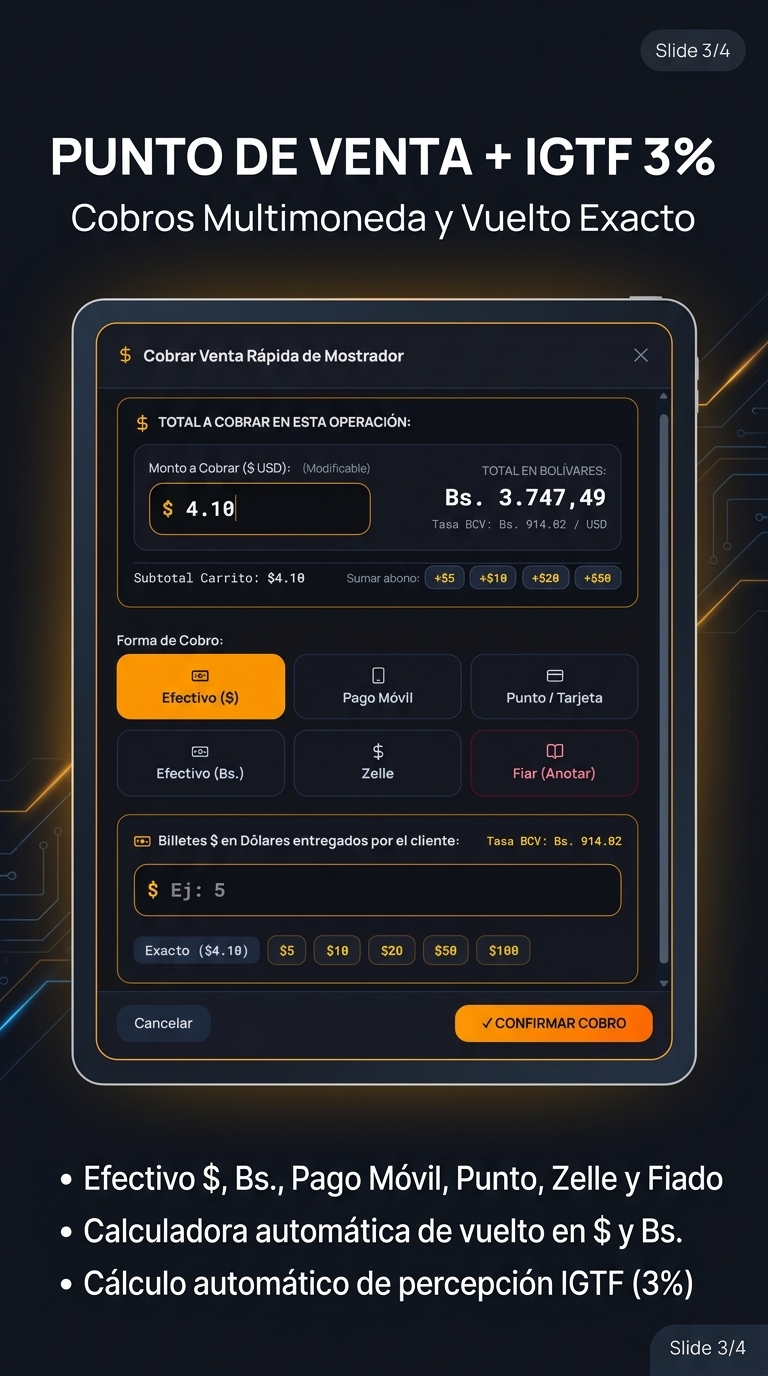 Slide 3/4
PUNTO DE VENTA + IGTF 3%
Cobros Multimoneda y Vuelto Exacto
$ Cobrar Venta Rápida de Mostrador
$ TOTAL A COBRAR EN ESTA OPERACIÓN:
Monto a Cobrar ($ USD): (Modificable)
$ 4.10
TOTAL EN BOLÍVARES:
Bs. 3.747,49
Tasa BCV: Bs. 914.02 / USD
Subtotal Carrito: $4.10
Sumar abono: +$5 +$10 +$20 +$50
Forma de Cobro:
Efectivo ($)
Pago Móvil
Punto / Tarjeta
Efectivo (Bs.)
$
Zelle
Fiar (Anotar)
Billetes $ en Dólares entregados por el cliente:
Tasa BCV: Bs. 914.02
$ Ej: 5
Exacto ($4.10) $5 $10 $20 $50 $100
Cancelar
✓CONFIRMAR COBRO
• Efectivo $, Bs., Pago Móvil, Punto, Zelle y Fiado
• Calculadora automática de vuelto en $ y Bs.
• Cálculo automático de percepción IGTF (3%)
Slide 3/4